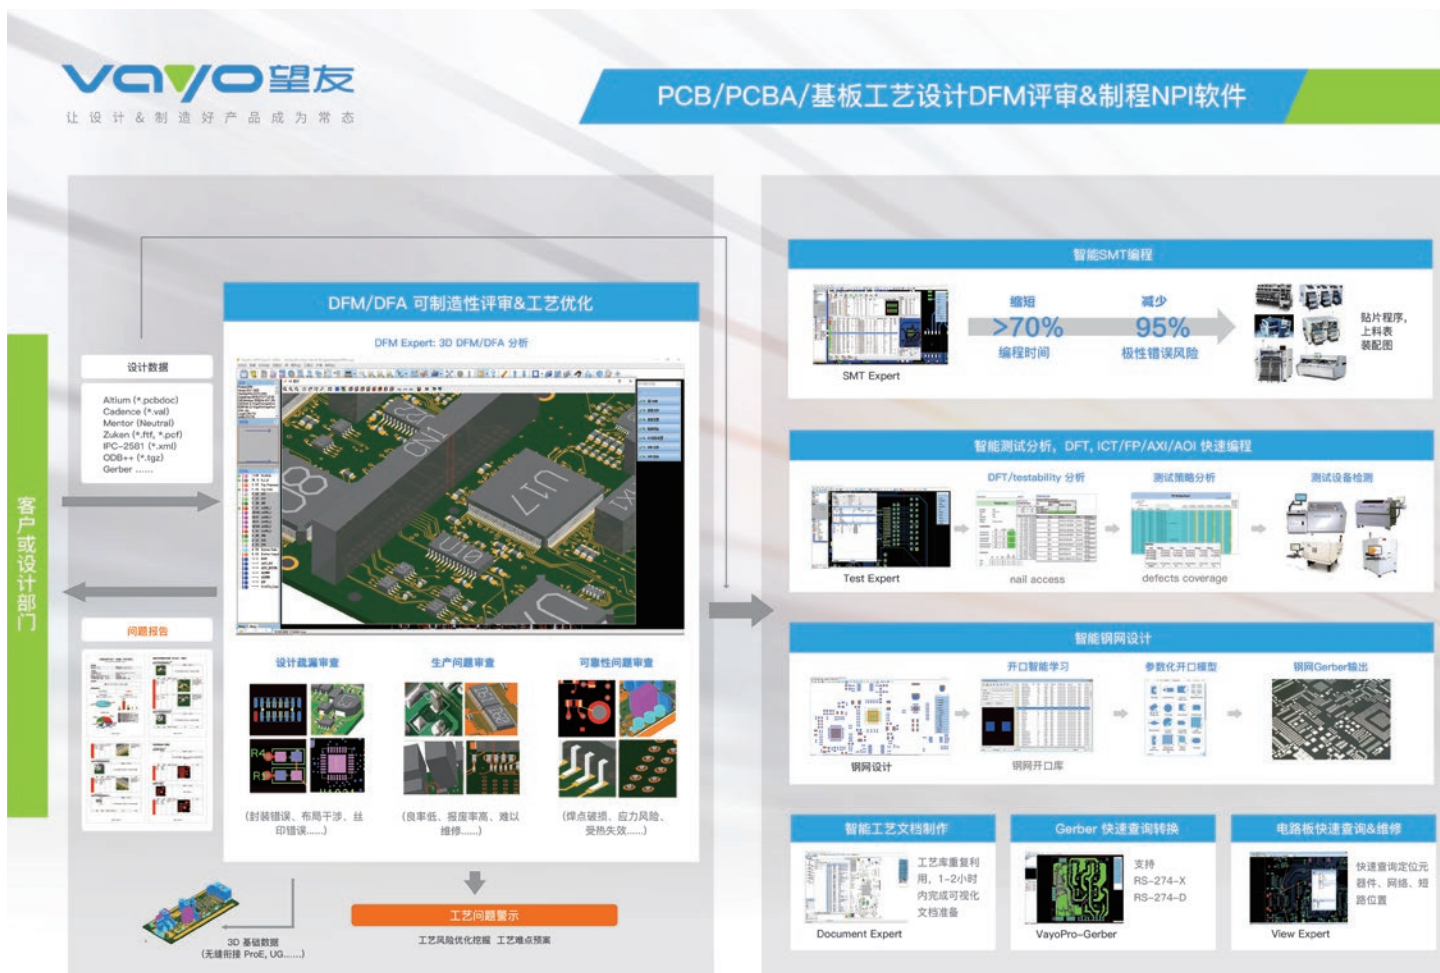 vayo望友
让设计&制造好产品成为常态
PCB/PCBA/基板工艺设计DFM评审&制程NPI软件
客户或设计部门
设计数据
Altium (*.pcbdoc)
Cadence (*.val)
Mentor (Neutral)
Zuken (*.ftf, *.pcf)
IPC-2581 (*.xml)
ODB++ (*.tgz)
Gerber ......
问题报告
DFM/DFA 可制造性评审&工艺优化
DFM Expert: 3D DFM/DFA 分析
CN1
U17
U10
设计疏漏审查
生产问题审查
可靠性问题审查
R4
R1
(封装错误、布局干涉、丝
印错误......)
(良率低、报废率高、难以
维修......)
(焊点破损、应力风险、
受热失效......)
3D 基础数据
(无缝衔接 ProE, UG......)
工艺问题警示
工艺风险优化挖掘 工艺难点预案
智能SMT编程
SMT Expert
缩短
>70%
编程时间
减少
95%
极性错误风险
贴片程序，
上料表
装配图
智能测试分析，DFT, ICT/FP/AXI/AOI 快速编程
DFT/testability 分析
测试策略分析
测试设备检测
Test Expert
nail access
defects coverage
智能钢网设计
开口智能学习
参数化开口模型
钢网Gerber输出
钢网设计
钢网开口库
智能工艺文档制作
工艺库重复利
用，1-2小时
内完成可视化
文档准备
Document Expert
Gerber 快速查询转换
支持
RS-274-X
RS-274-D
VayoPro-Gerber
电路板快速查询&维修
快速查询定位元
器件、网络、短
路位置
View Expert